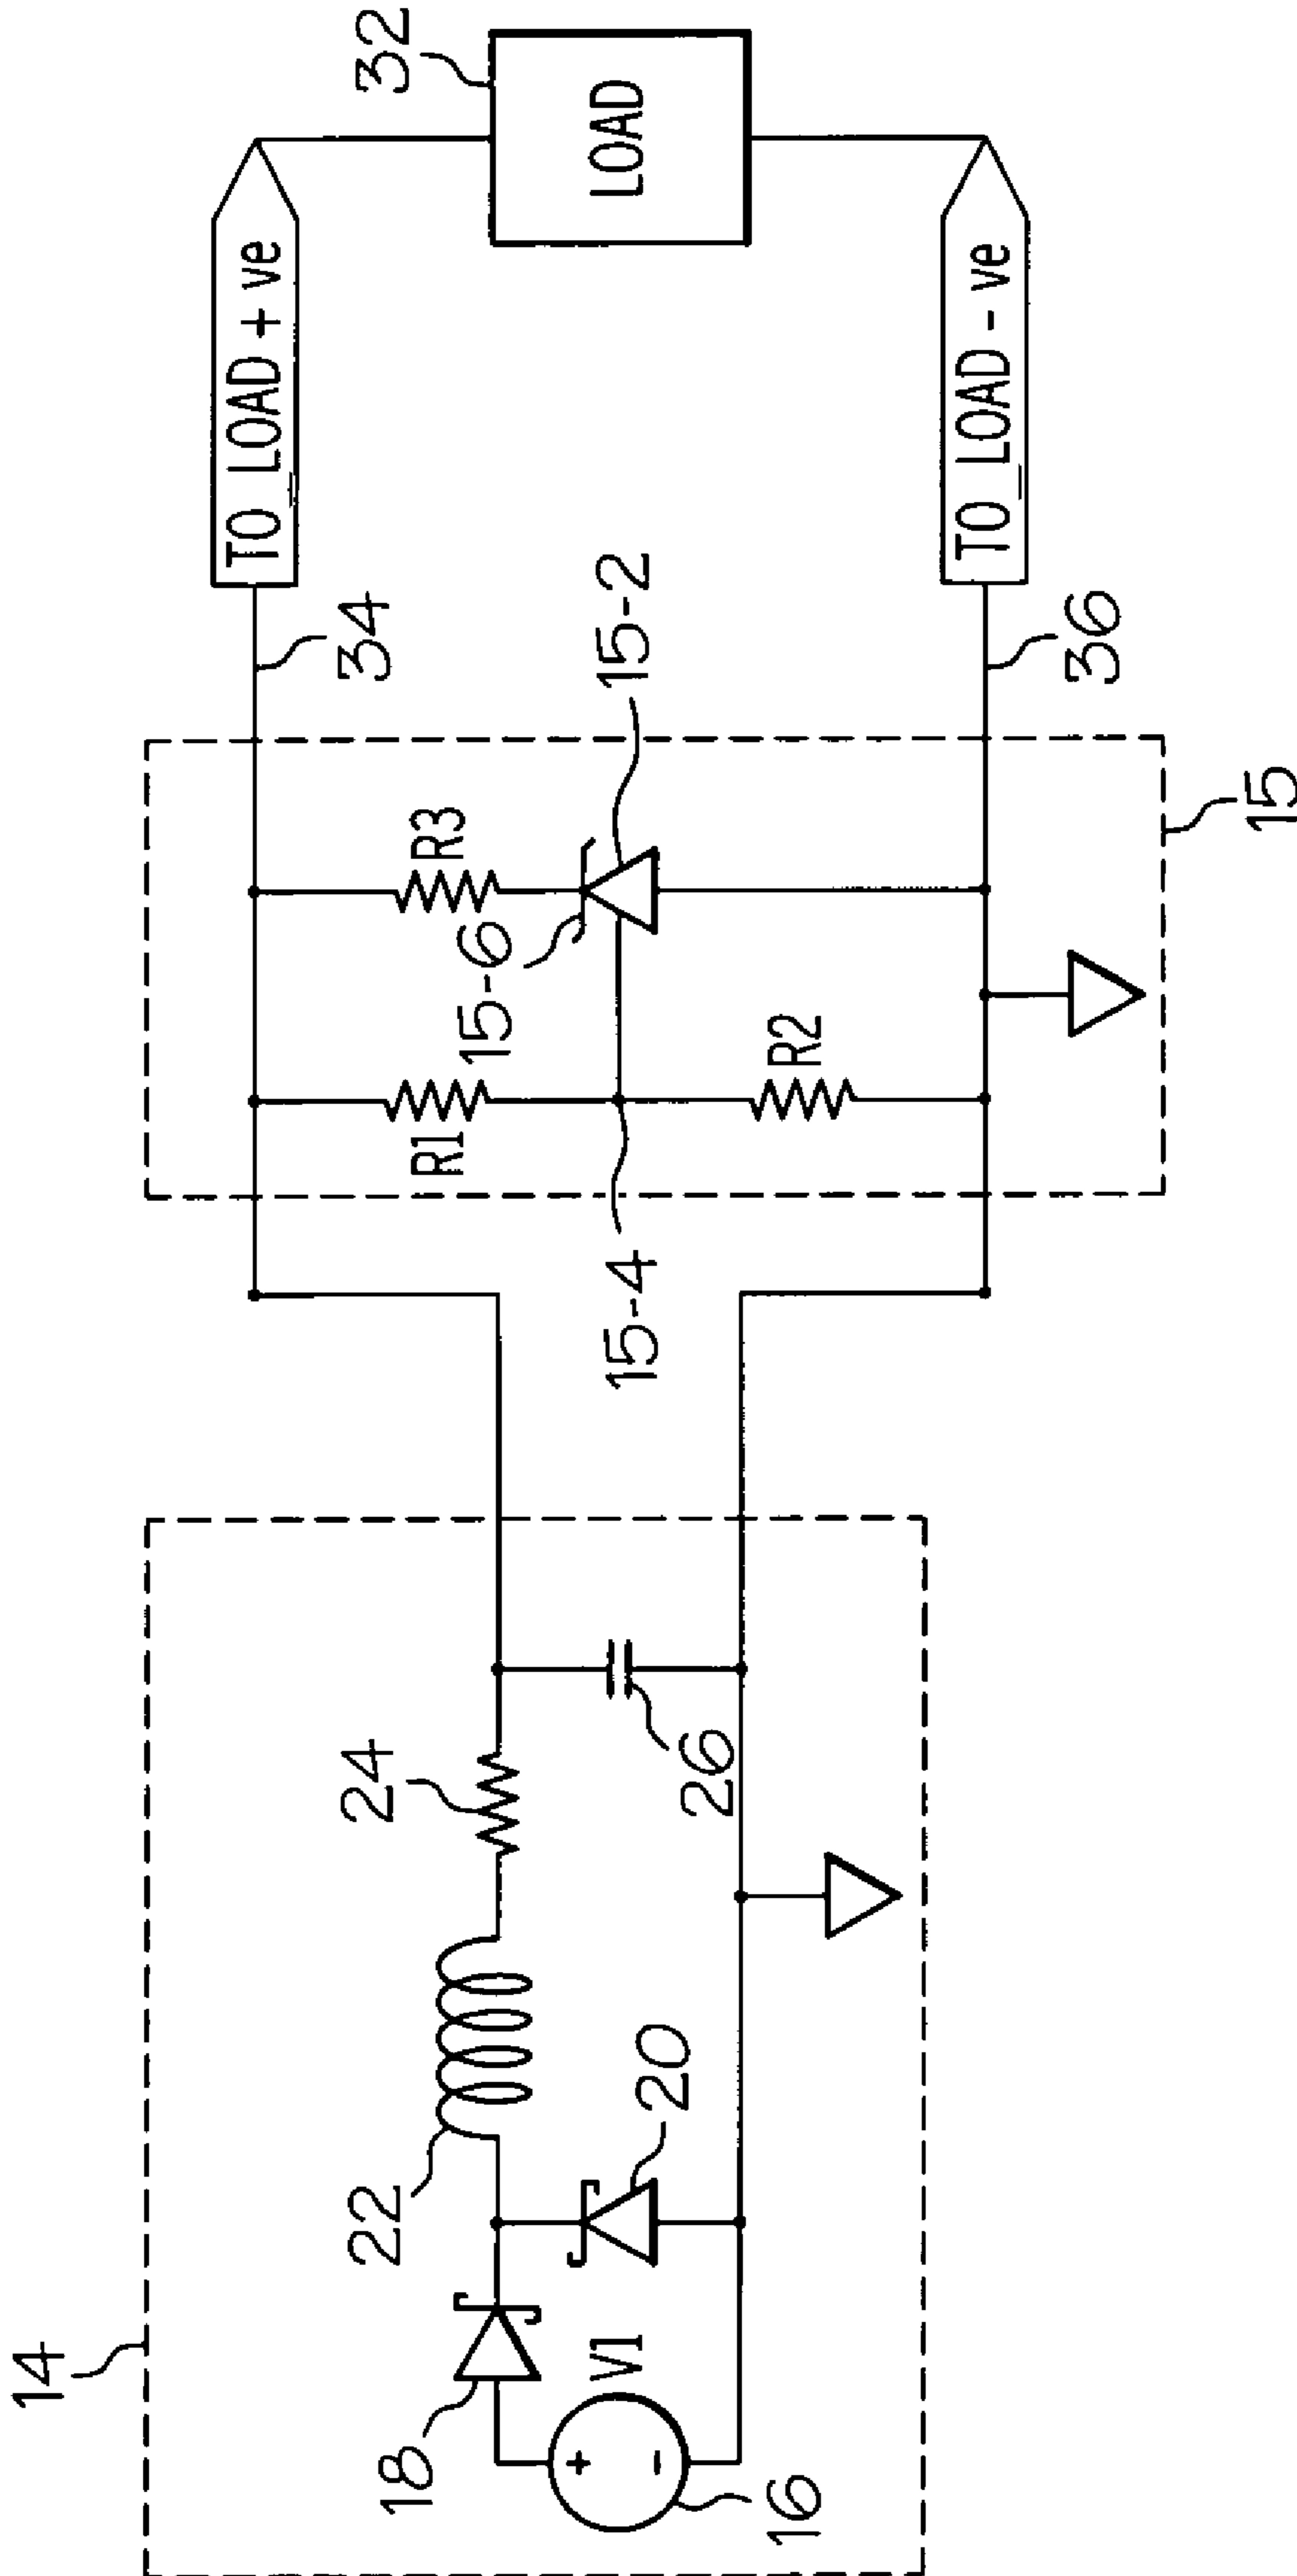 14
18
V1
+
-
16
22
20
24
26
15-4
R1
R2
15-6
R3
15-2
15
34
36
TO_LOAD + ve
TO_LOAD - ve
32
LOAD